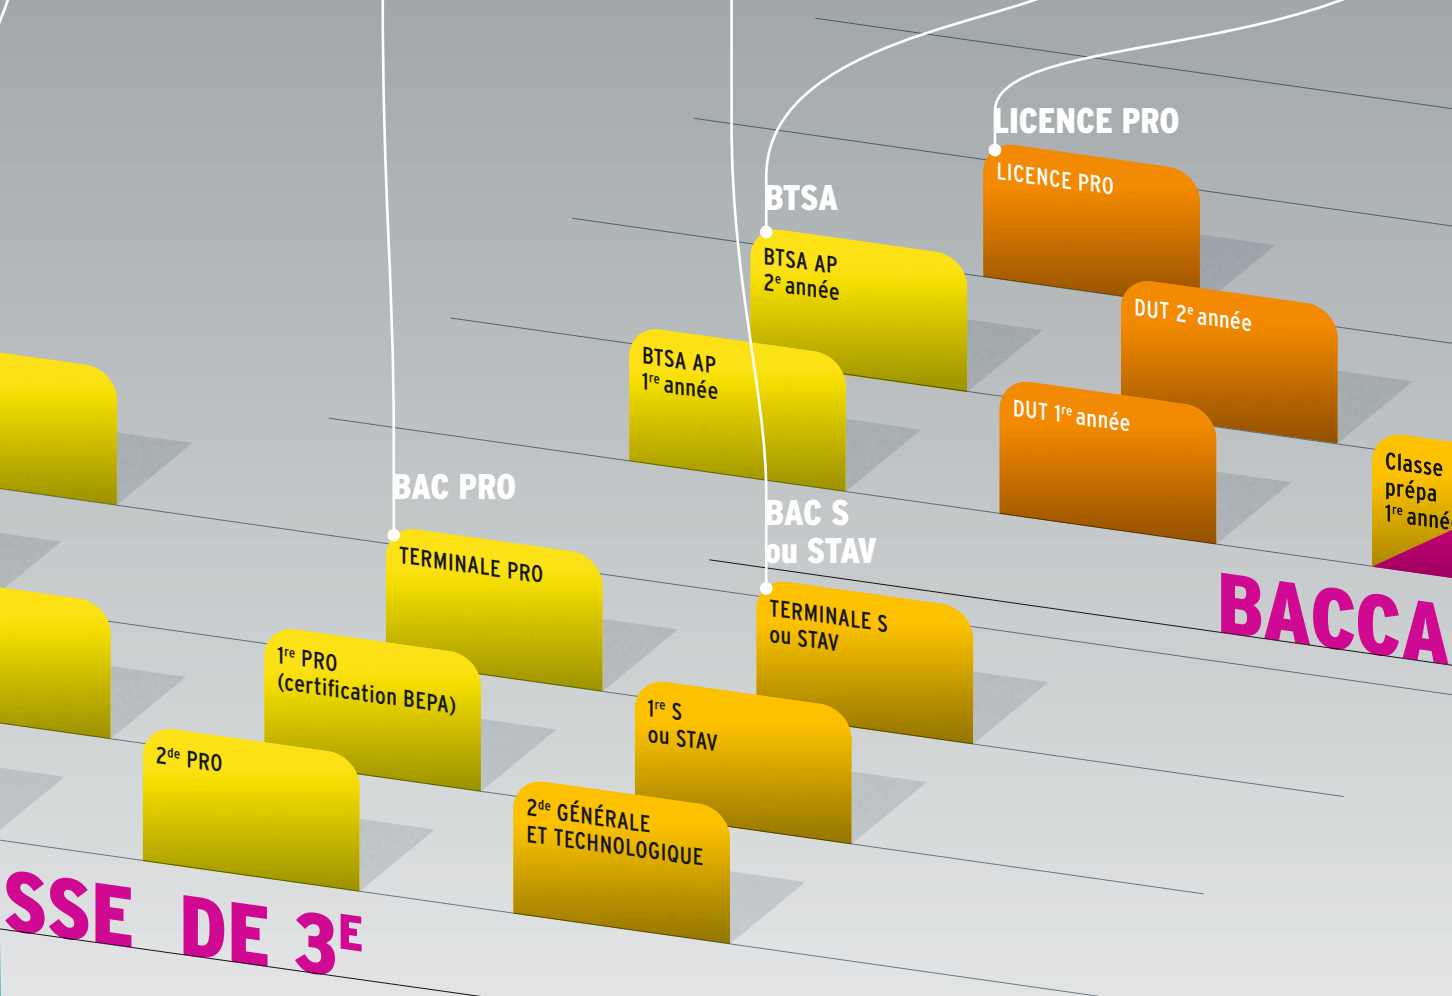 LICENCE PRO
LICENCE PRO
BTSA
BTSA AP
2e année
DUT 2e année
BTSA AP
1re année
DUT 1re année
Classe
prépa
1re
BAC PRO
TERMINALE PRO
BAC S
ou STAV
TERMINALE S
ou STAV
BACCA
1re PRO
(certification BEPA)
1re S
ou STAV
2de PRO
2de GÉNÉRALE
ET TECHNOLOGIQUE
SSE DE 3E